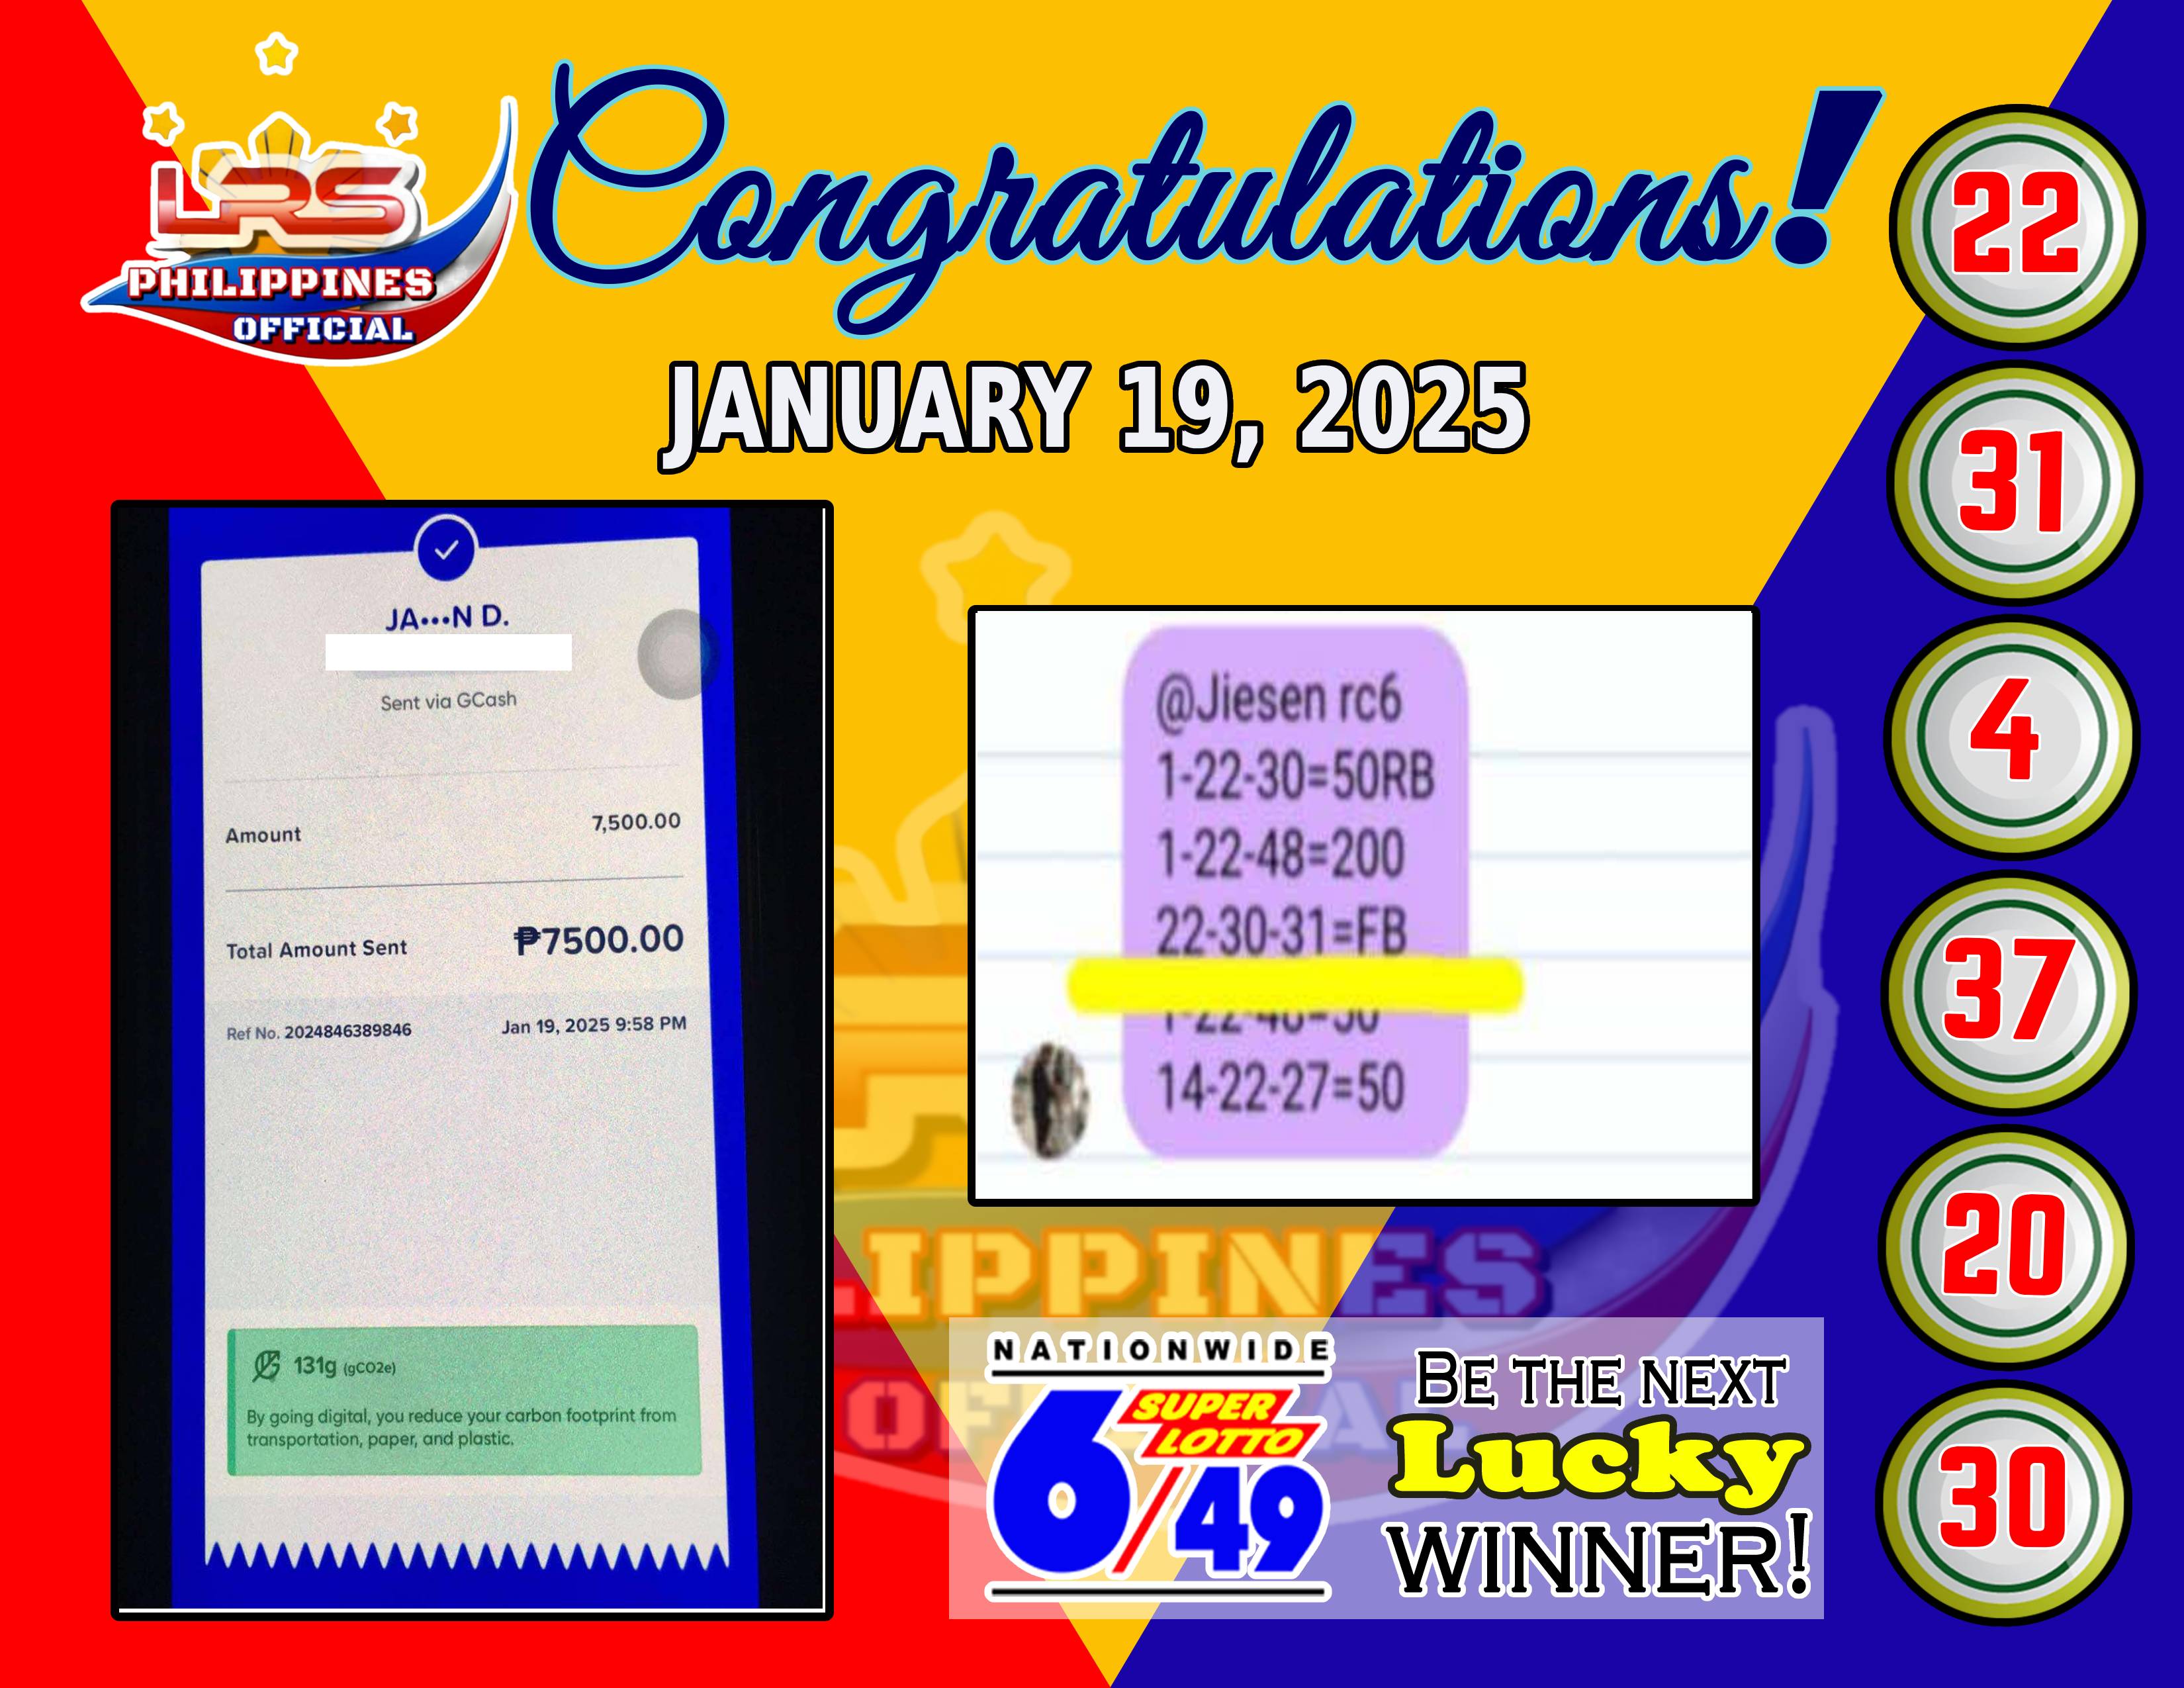 LRS
PHILIPPINES
OFFICIAL
Congratulations!
JANUARY 19, 2025
JA•••N D.
Sent via GCash
Amount 7,500.00
Total Amount Sent ₱7500.00
Ref No. 2024846389846 Jan 19, 2025 9:58 PM
131g (gCO2e)
By going digital, you reduce your carbon footprint from
transportation, paper, and plastic.
@Jiesen rc6
1-22-30=50RB
1-22-48=200
22-30-31=FB
14-22-27=50
22
31
4
37
20
30
IPPINES
NATIONWIDE
SUPER
LOTTO
6/49
BE THE NEXT
Lucky
WINNER!